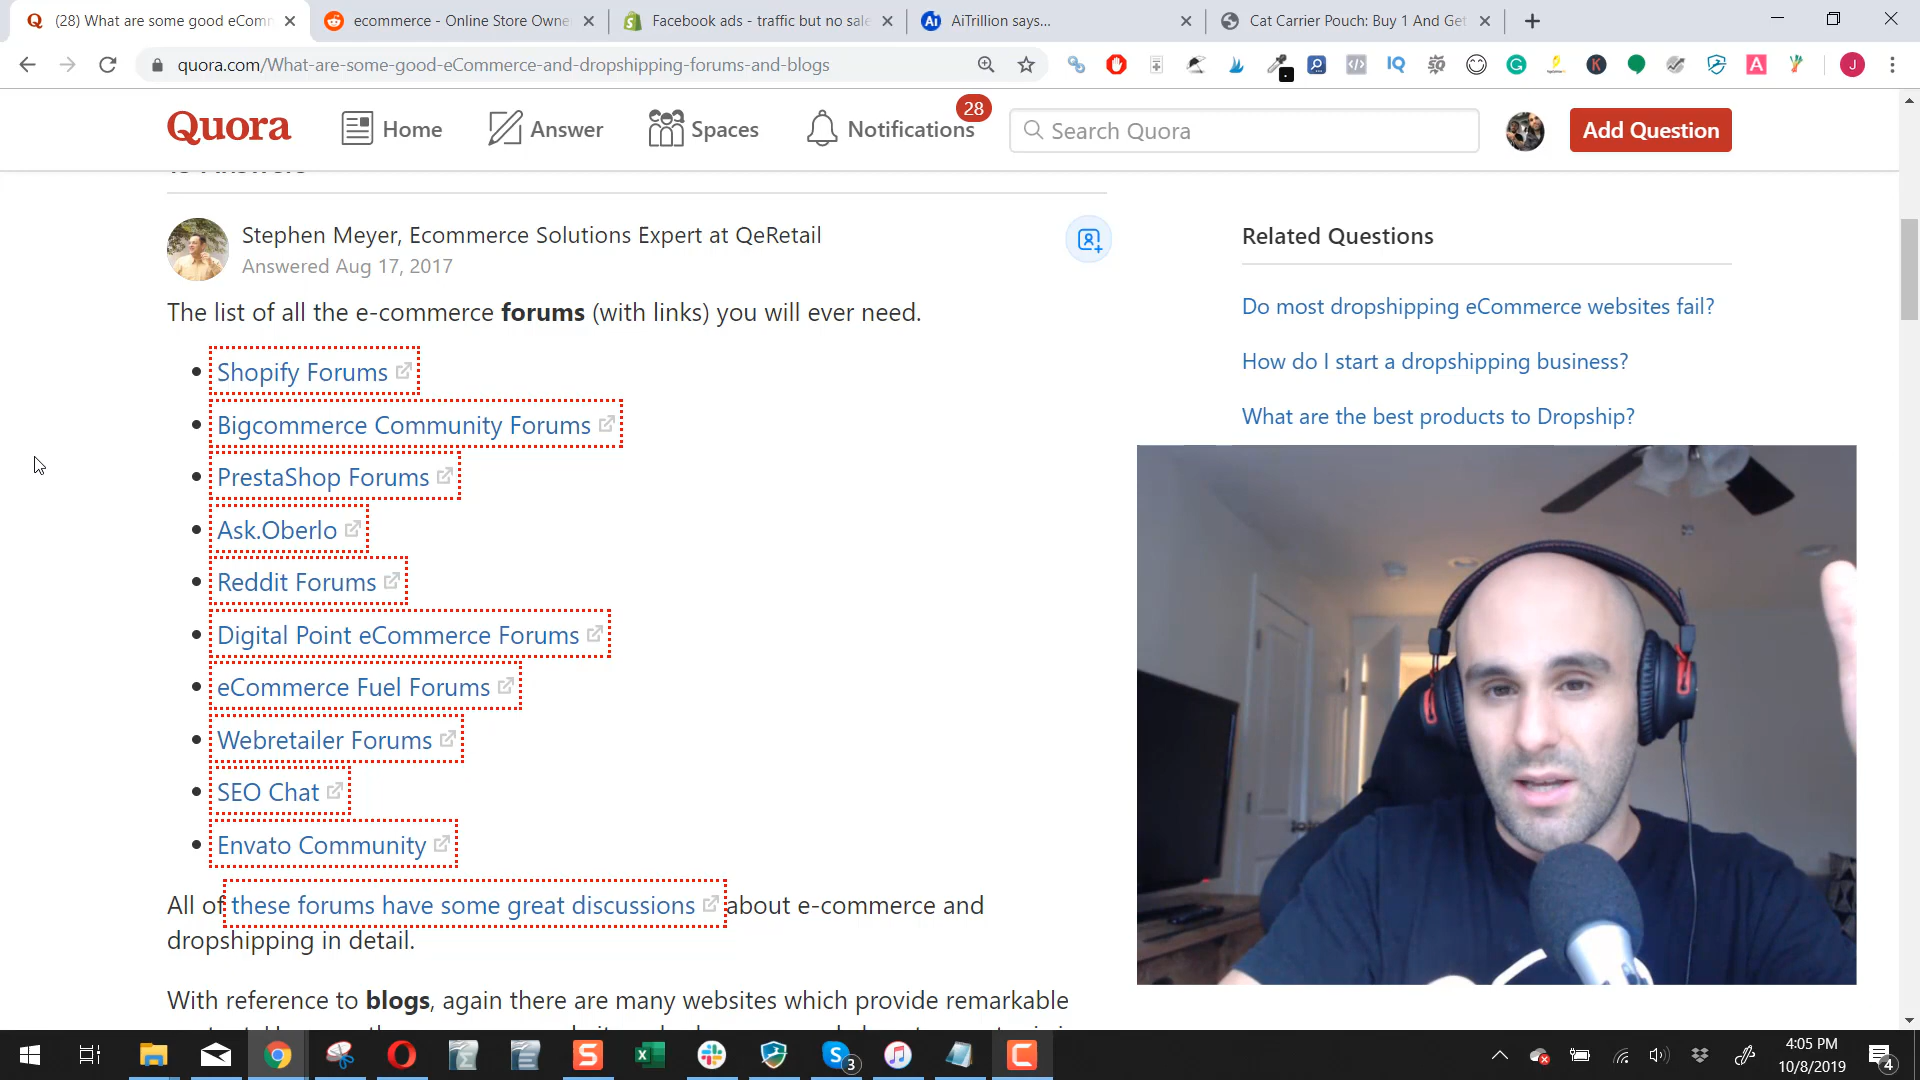 (28) What are some good eComm
ecommerce - Online Store Owne
Facebook ads - traffic but no sale
AiTrillion says...
Cat Carrier Pouch: Buy 1 And Get
quora.com/What-are-some-good-eCommerce-and-dropshipping-forums-and-blogs
Quora
Home
Answer
Spaces
Notifications
28
Search Quora
Add Question
Stephen Meyer, Ecommerce Solutions Expert at QeRetail
Answered Aug 17, 2017
The list of all the e-commerce forums (with links) you will ever need.
• Shopify Forums
• Bigcommerce Community Forums
• PrestaShop Forums
• Ask.Oberlo
• Reddit Forums
• Digital Point eCommerce Forums
• eCommerce Fuel Forums
• Webretailer Forums
• SEO Chat
• Envato Community
All of these forums have some great discussions about e-commerce and
dropshipping in detail.
With reference to blogs, again there are many websites which provide remarkable
Related Questions
Do most dropshipping eCommerce websites fail?
How do I start a dropshipping business?
What are the best products to Dropship?
3
4:05 PM
10/8/2019
4